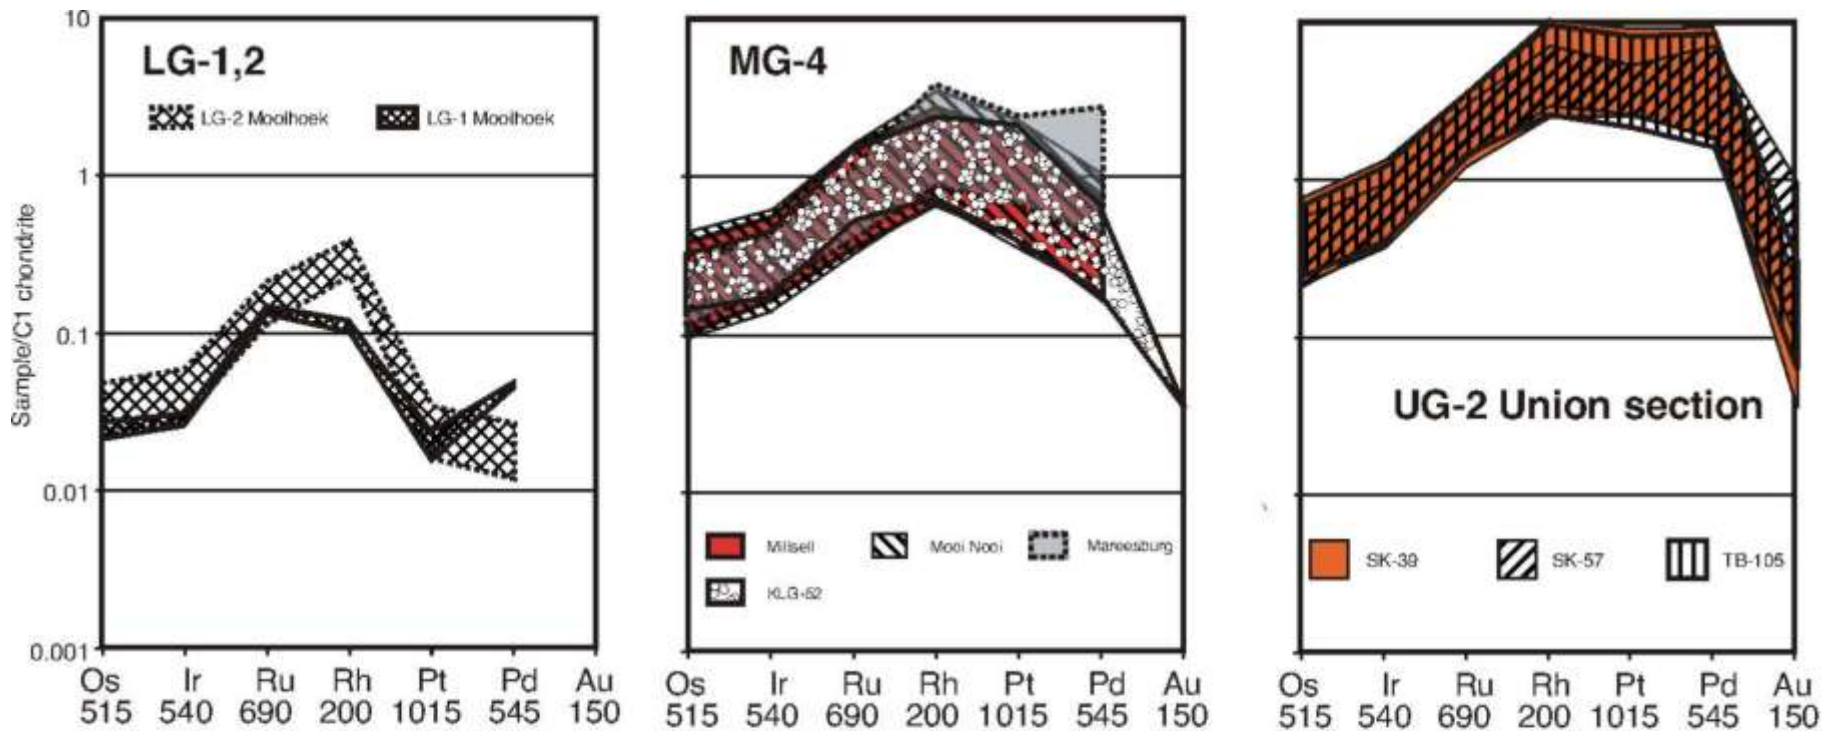 10
1
0.1
0.01
0.001
Sample/C1 chondrite
LG-1,2
LG-2 Mooihoek
LG-1 Mooihoek
Os Ir Ru Rh Pt Pd Au
515 540 690 200 1015 545 150
MG-4
Millsell
Mooi Nooi
Mareesburg
KLG-52
Os Ir Ru Rh Pt Pd Au
515 540 690 200 1015 545 150
UG-2 Union section
SK-39
SK-57
TB-105
Os Ir Ru Rh Pt Pd Au
515 540 690 200 1015 545 150